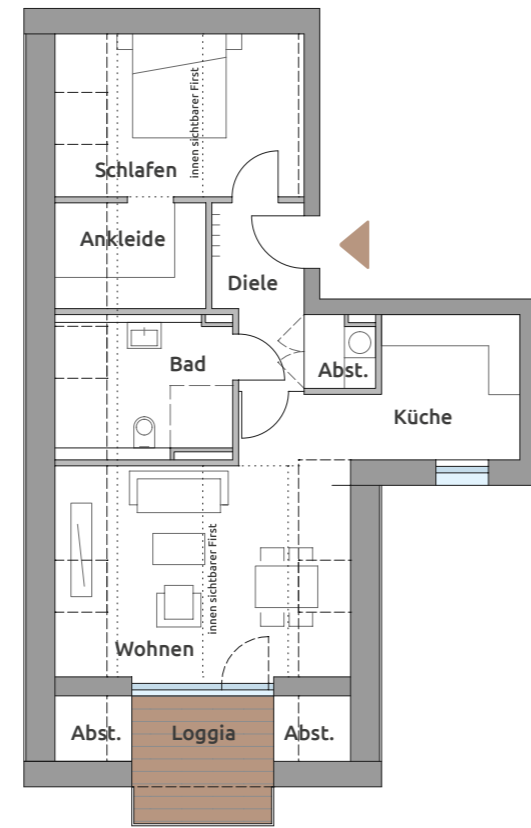 innen sichtbarer First
Schlafen
Ankleide
Diele
Bad
Abst.
Küche
innen sichtbarer First
Wohnen
Abst.
Loggia
Abst.